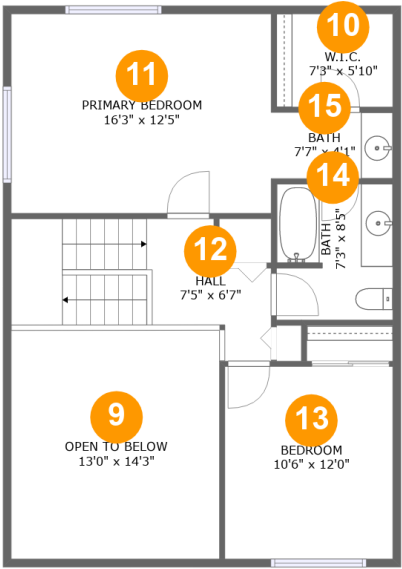 10
W.I.C.
7'3" x 5'10"
11
PRIMARY BEDROOM
16'3" x 12'5"
15
BATH
7'7" x 4'1"
14
BATH
7'3" x 8'5"
12
HALL
7'5" x 6'7"
9
OPEN TO BELOW
13'0" x 14'3"
13
BEDROOM
10'6" x 12'0"